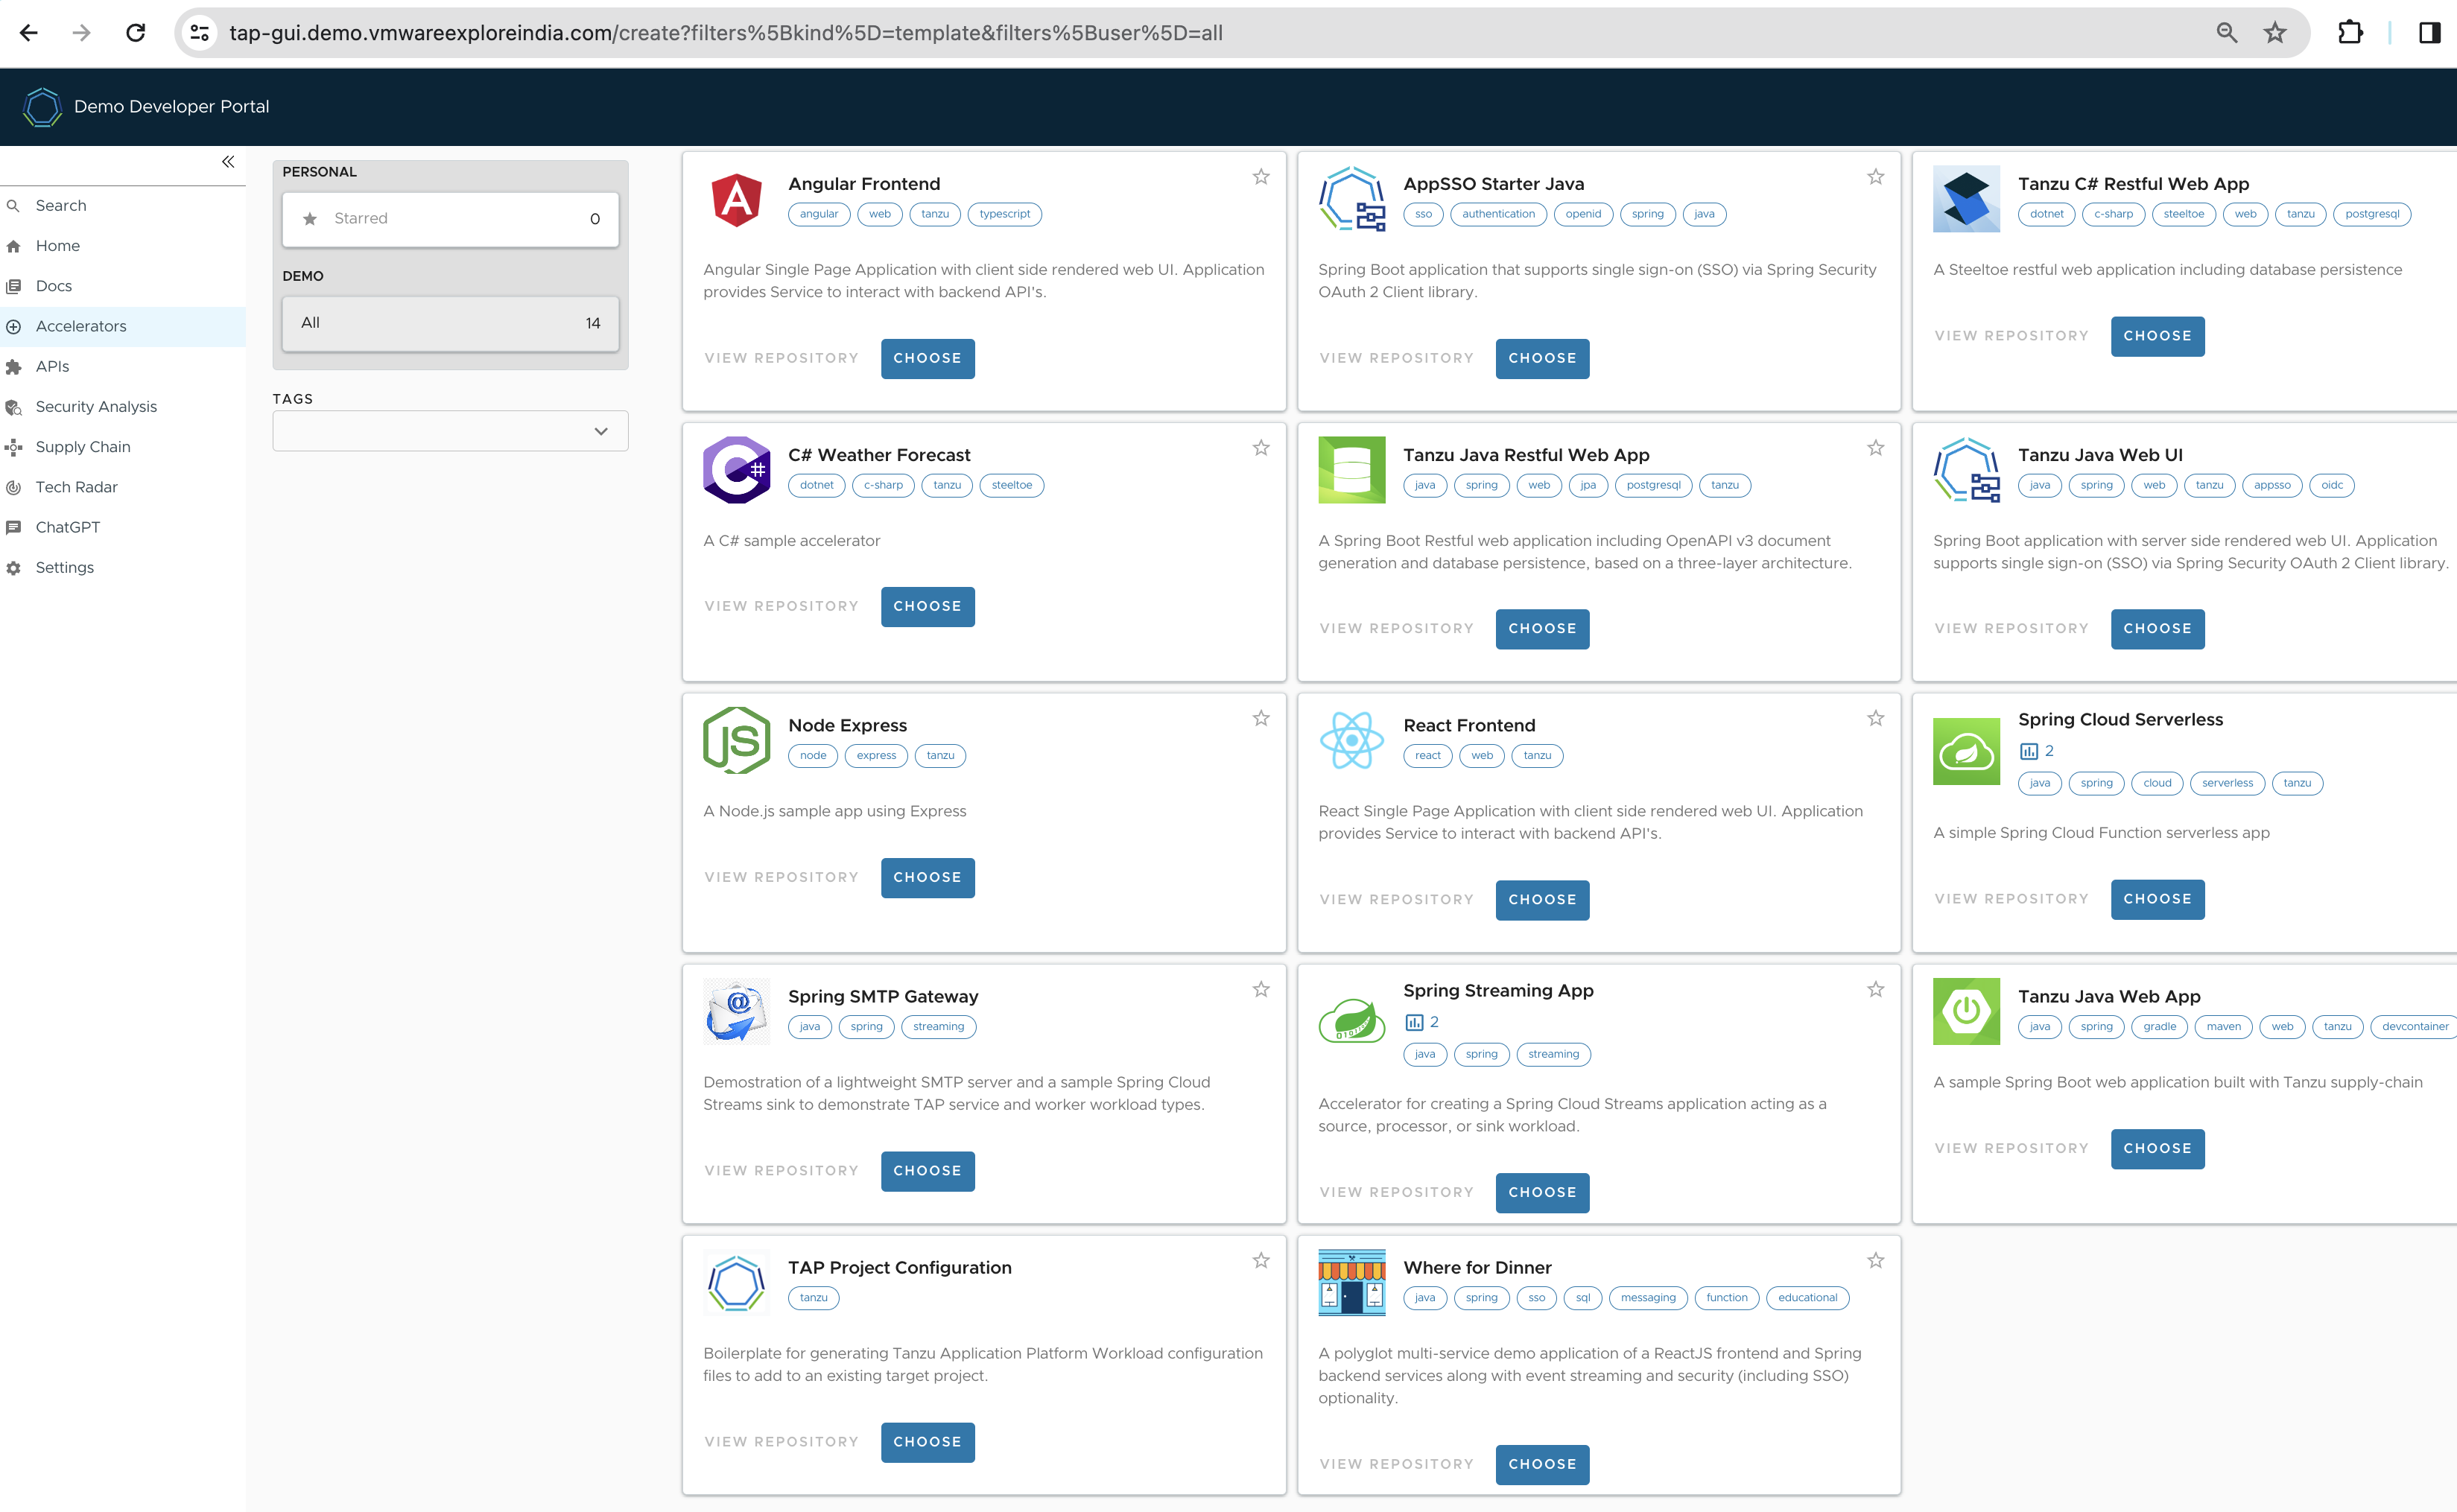 tap-gui.demo.vmwareexploreindia.com/create?filters%5Bkind%5D=template&filters%5Buser%5D=all
Demo Developer Portal
Search
Home
Docs
Accelerators
APIs
Security Analysis
Supply Chain
Tech Radar
ChatGPT
Settings
PERSONAL
Starred 0
DEMO
All 14
TAGS
Angular Frontend
angular web tanzu typescript
Angular Single Page Application with client side rendered web UI. Application
provides Service to interact with backend API's.
VIEW REPOSITORY CHOOSE
AppSSO Starter Java
sso authentication openid spring java
Spring Boot application that supports single sign-on (SSO) via Spring Security
OAuth 2 Client library.
VIEW REPOSITORY CHOOSE
Tanzu C# Restful Web App
dotnet c-sharp steeltoe web tanzu postgresql
A Steeltoe restful web application including database persistence
VIEW REPOSITORY CHOOSE
C# Weather Forecast
dotnet c-sharp tanzu steeltoe
A C# sample accelerator
VIEW REPOSITORY CHOOSE
Tanzu Java Restful Web App
java spring web jpa postgresql tanzu
A Spring Boot Restful web application including OpenAPI v3 document
generation and database persistence, based on a three-layer architecture.
VIEW REPOSITORY CHOOSE
Tanzu Java Web UI
java spring web tanzu appsso oidc
Spring Boot application with server side rendered web UI. Application
supports single sign-on (SSO) via Spring Security OAuth 2 Client library.
VIEW REPOSITORY CHOOSE
Node Express
node express tanzu
A Node.js sample app using Express
VIEW REPOSITORY CHOOSE
React Frontend
react web tanzu
React Single Page Application with client side rendered web UI. Application
provides Service to interact with backend API's.
VIEW REPOSITORY CHOOSE
Spring Cloud Serverless
2
java spring cloud serverless tanzu
A simple Spring Cloud Function serverless app
VIEW REPOSITORY CHOOSE
Spring SMTP Gateway
java spring streaming
Demostration of a lightweight SMTP server and a sample Spring Cloud
Streams sink to demonstrate TAP service and worker workload types.
VIEW REPOSITORY CHOOSE
Spring Streaming App
2
java spring streaming
Accelerator for creating a Spring Cloud Streams application acting as a
source, processor, or sink workload.
VIEW REPOSITORY CHOOSE
Tanzu Java Web App
java spring gradle maven web tanzu devcontainer
A sample Spring Boot web application built with Tanzu supply-chain
VIEW REPOSITORY CHOOSE
TAP Project Configuration
tanzu
Boilerplate for generating Tanzu Application Platform Workload configuration
files to add to an existing target project.
VIEW REPOSITORY CHOOSE
Where for Dinner
java spring sso sql messaging function educational
A polyglot multi-service demo application of a ReactJS frontend and Spring
backend services along with event streaming and security (including SSO)
optionality.
VIEW REPOSITORY CHOOSE